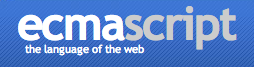 ecmascript
the language of the web